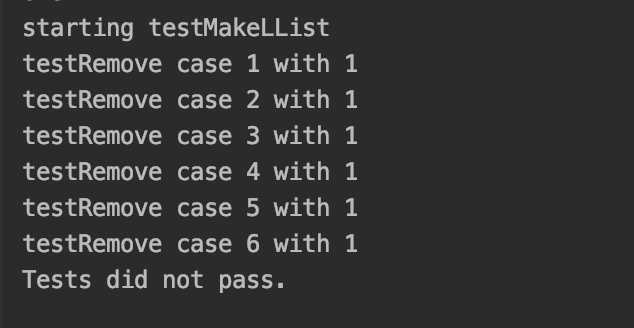 starting testMakeLList
testRemove case 1 with 1
testRemove case 2 with 1
testRemove case 3 with 1
testRemove case 4 with 1
testRemove case 5 with 1
testRemove case 6 with 1
Tests did not pass.